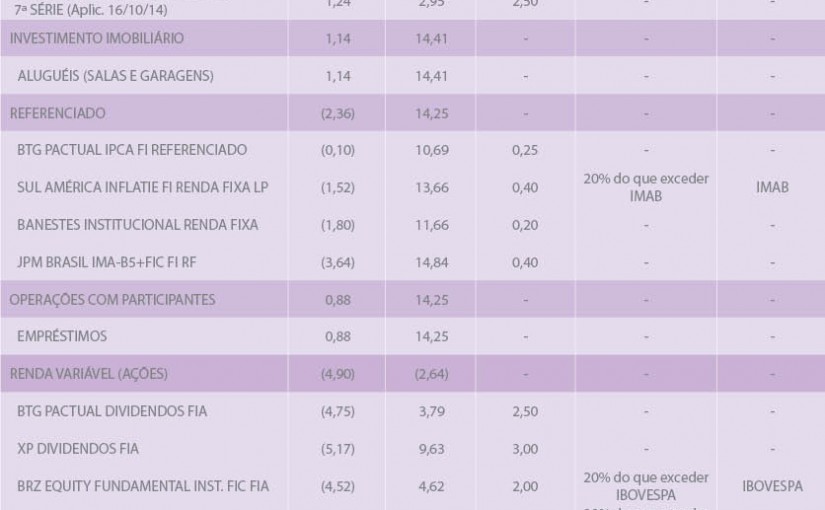 1,24 2,95 2,50 - -
7ª SÉRIE (Aplic. 16/10/14)
INVESTIMENTO IMOBILIÁRIO 1,14 14,41 - - -
ALUGUÉIS (SALAS E GARAGENS) 1,14 14,41 - - -
REFERENCIADO (2,36) 14,25 - - -
BTG PACTUAL IPCA FI REFERENCIADO (0,10) 10,69 0,25 - -
SUL AMÉRICA INFLATIE FI RENDA FIXA LP (1,52) 13,66 0,40 20% do que exceder IMAB
IMAB
BANESTES INSTITUCIONAL RENDA FIXA (1,80) 11,66 0,20 - -
JPM BRASIL IMA-B5+FIC FI RF (3,64) 14,84 0,40 - -
OPERAÇÕES COM PARTICIPANTES 0,88 14,25 - - -
EMPRÉSTIMOS 0,88 14,25 - - -
RENDA VARIÁVEL (AÇÕES) (4,90) (2,64) - - -
BTG PACTUAL DIVIDENDOS FIA (4,75) 3,79 2,50 - -
XP DIVIDENDOS FIA (5,17) 9,63 3,00 - -
BRZ EQUITY FUNDAMENTAL INST. FIC FIA (4,52) 4,62 2,00 20% do que exceder IBOVESPA
IBOVESPA